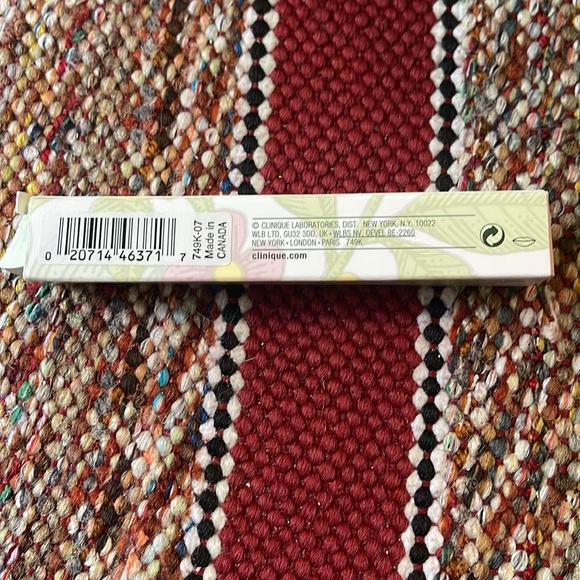 0 20714 46371 7
749K-07
Made in
CANADA
© CLINIQUE LABORATORIES, DIST. NEW YORK, N.Y. 10022
WLB LTD, GU32 3DD, UK • WLBS NV, OEVEL BE-2260
NEW YORK • LONDON • PARIS 749K
clinique.com